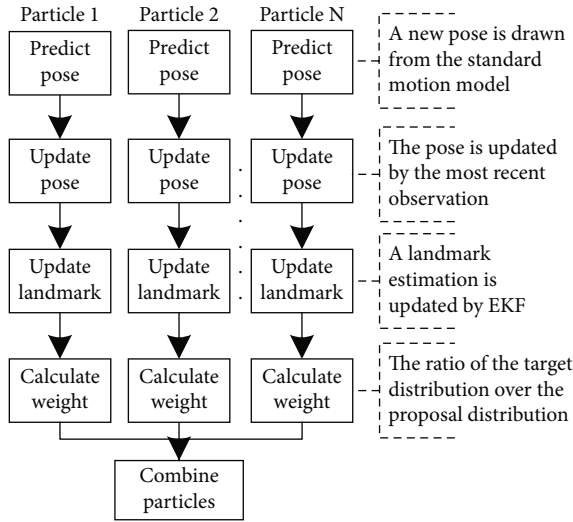 Particle 1 Particle 2 Particle N
Predict pose
Predict pose
Predict pose
A new pose is drawn
from the standard
motion model
Update pose
Update pose
Update pose
The pose is updated
by the most recent
observation
Update landmark
Update landmark
Update landmark
A landmark
estimation is
updated by EKF
Calculate weight
Calculate weight
Calculate weight
The ratio of the target
distribution over the
proposal distribution
Combine
particles